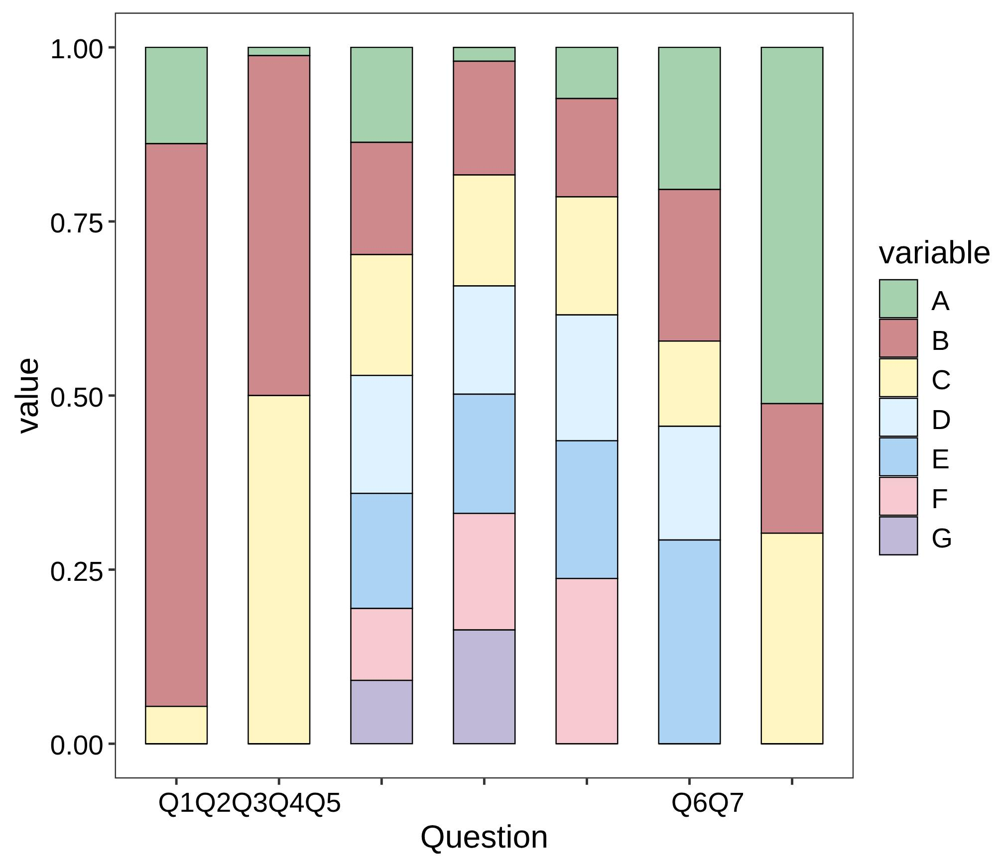 1.00
0.75
0.50
0.25
0.00
value
Q1Q2Q3Q4Q5
Q6Q7
Question
variable
A
B
C
D
E
F
G